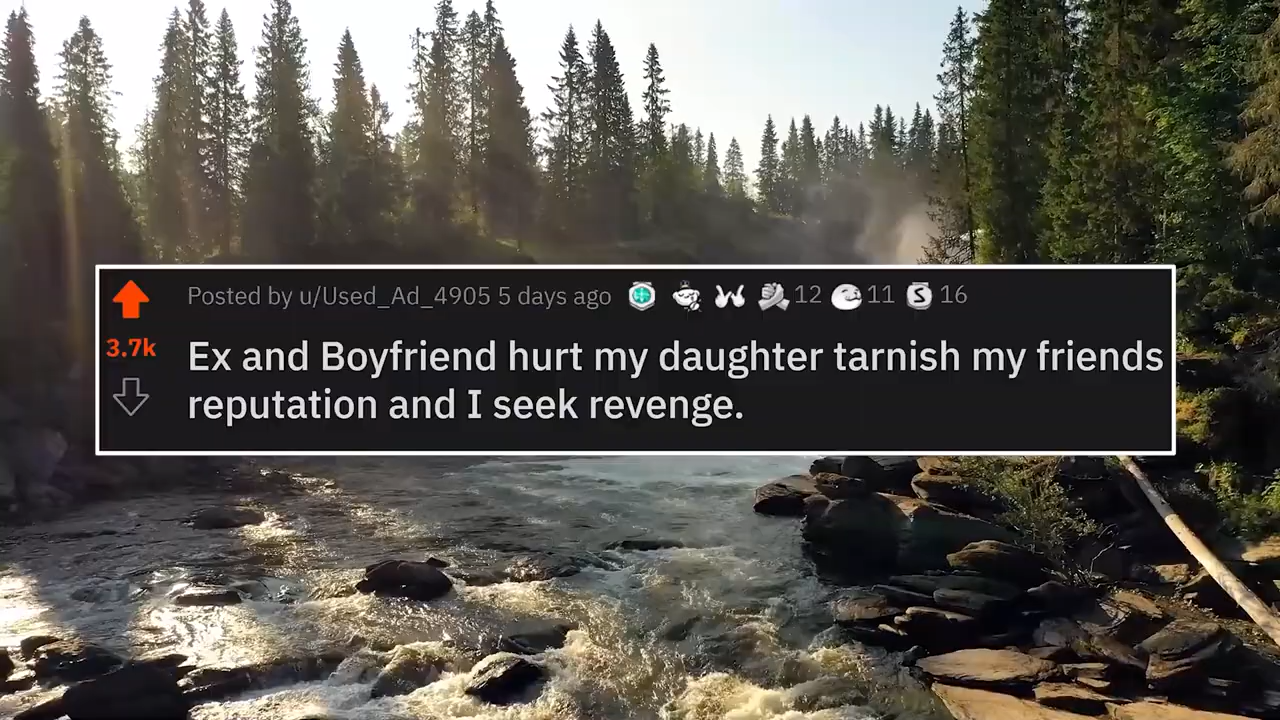 Posted by u/Used_Ad_4905 5 days ago 12 11 S 16
3.7k
Ex and Boyfriend hurt my daughter tarnish my friends
reputation and I seek revenge.